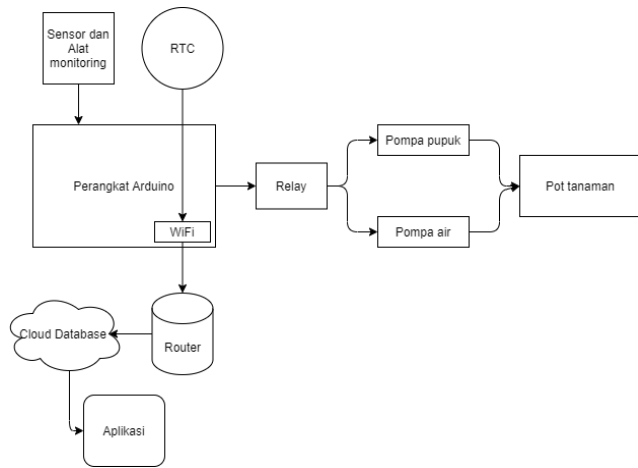 Sensor dan
Alat
monitoring
RTC
Perangkat Arduino
WiFi
Relay
Pompa pupuk
Pompa air
Pot tanaman
Cloud Database
Router
Aplikasi